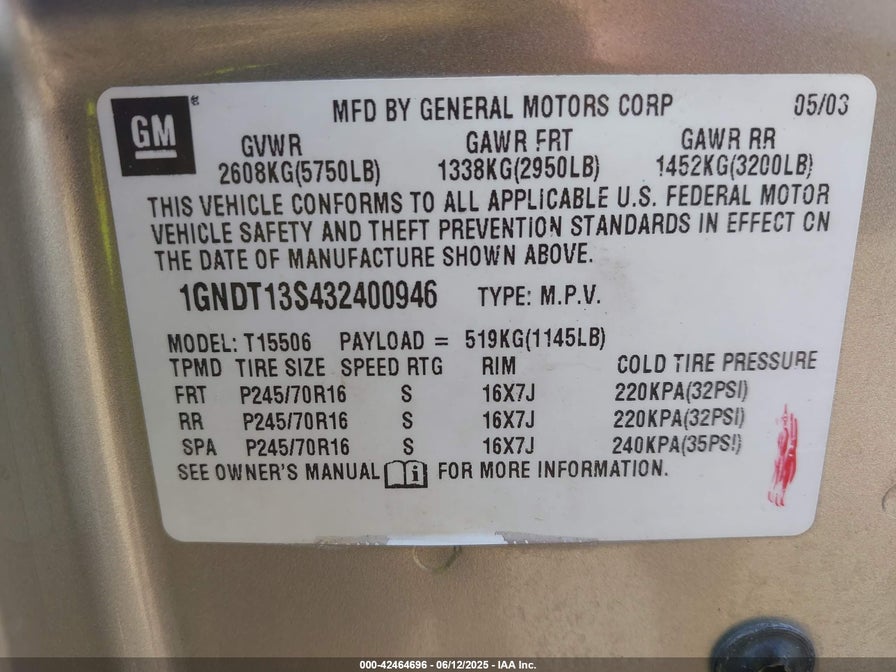 GM ®
MFD BY GENERAL MOTORS CORP 05/03
GVWR GAWR FRT GAWR RR
2608KG(5750LB) 1338KG(2950LB) 1452KG(3200LB)
THIS VEHICLE CONFORMS TO ALL APPLICABLE U.S. FEDERAL MOTOR
VEHICLE SAFETY AND THEFT PREVENTION STANDARDS IN EFFECT ON
THE DATE OF MANUFACTURE SHOWN ABOVE.
1GNDT13S432400946 TYPE: M.P.V.
MODEL: T15506 PAYLOAD = 519KG(1145LB)
TPMD TIRE SIZE SPEED RTG RIM COLD TIRE PRESSURE
FRT P245/70R16 S 16X7J 220KPA(32PSI)
RR P245/70R16 S 16X7J 220KPA(32PSI)
SPA P245/70R16 S 16X7J 240KPA(35PSI)
SEE OWNER'S MANUAL i FOR MORE INFORMATION.
000-42464696 - 06/12/2025 - IAA Inc.